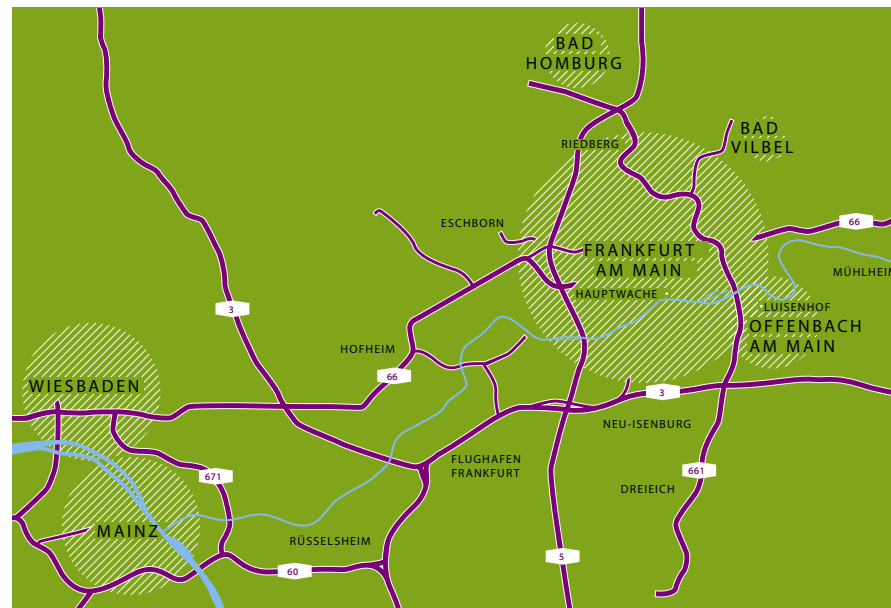 BAD
HOMBURG
BAD
VILBEL
RIEDBERG
ESCHBORN
66
FRANKFURT
AM MAIN
MÜHLHEIM
HAUPTWACHE
3
LUISENHOF
OFFENBACH
AM MAIN
HOFHEIM
66
WIESBADEN
3
NEU-ISENBURG
FLUGHAFEN
FRANKFURT
671
661
DREIEICH
MAINZ
RÜSSELSHEIM
5
60